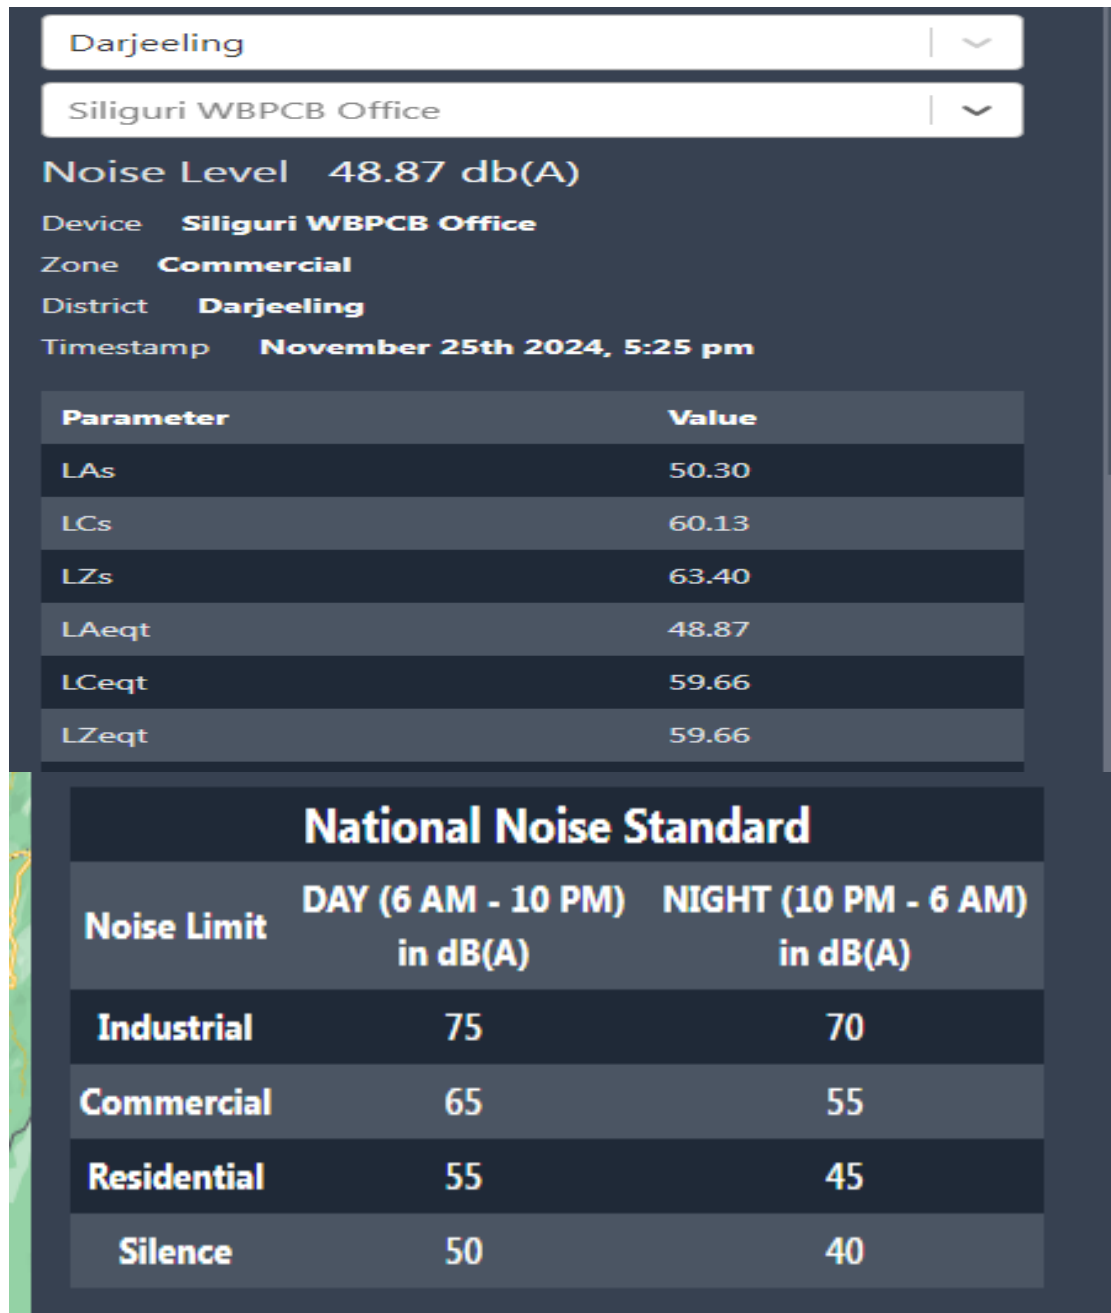 Darjeeling
Siliguri WBPCB Office
Noise Level 48.87 db(A)
Device Siliguri WBPCB Office
Zone Commercial
District Darjeeling
Timestamp November 25th 2024, 5:25 pm
Parameter Value
LAs 50.30
LCs 60.13
LZs 63.40
LAeqt 48.87
LCeqt 59.66
LZeqt 59.66
National Noise Standard
Noise Limit DAY (6 AM - 10 PM) in dB(A) NIGHT (10 PM - 6 AM) in dB(A)
Industrial 75 70
Commercial 65 55
Residential 55 45
Silence 50 40